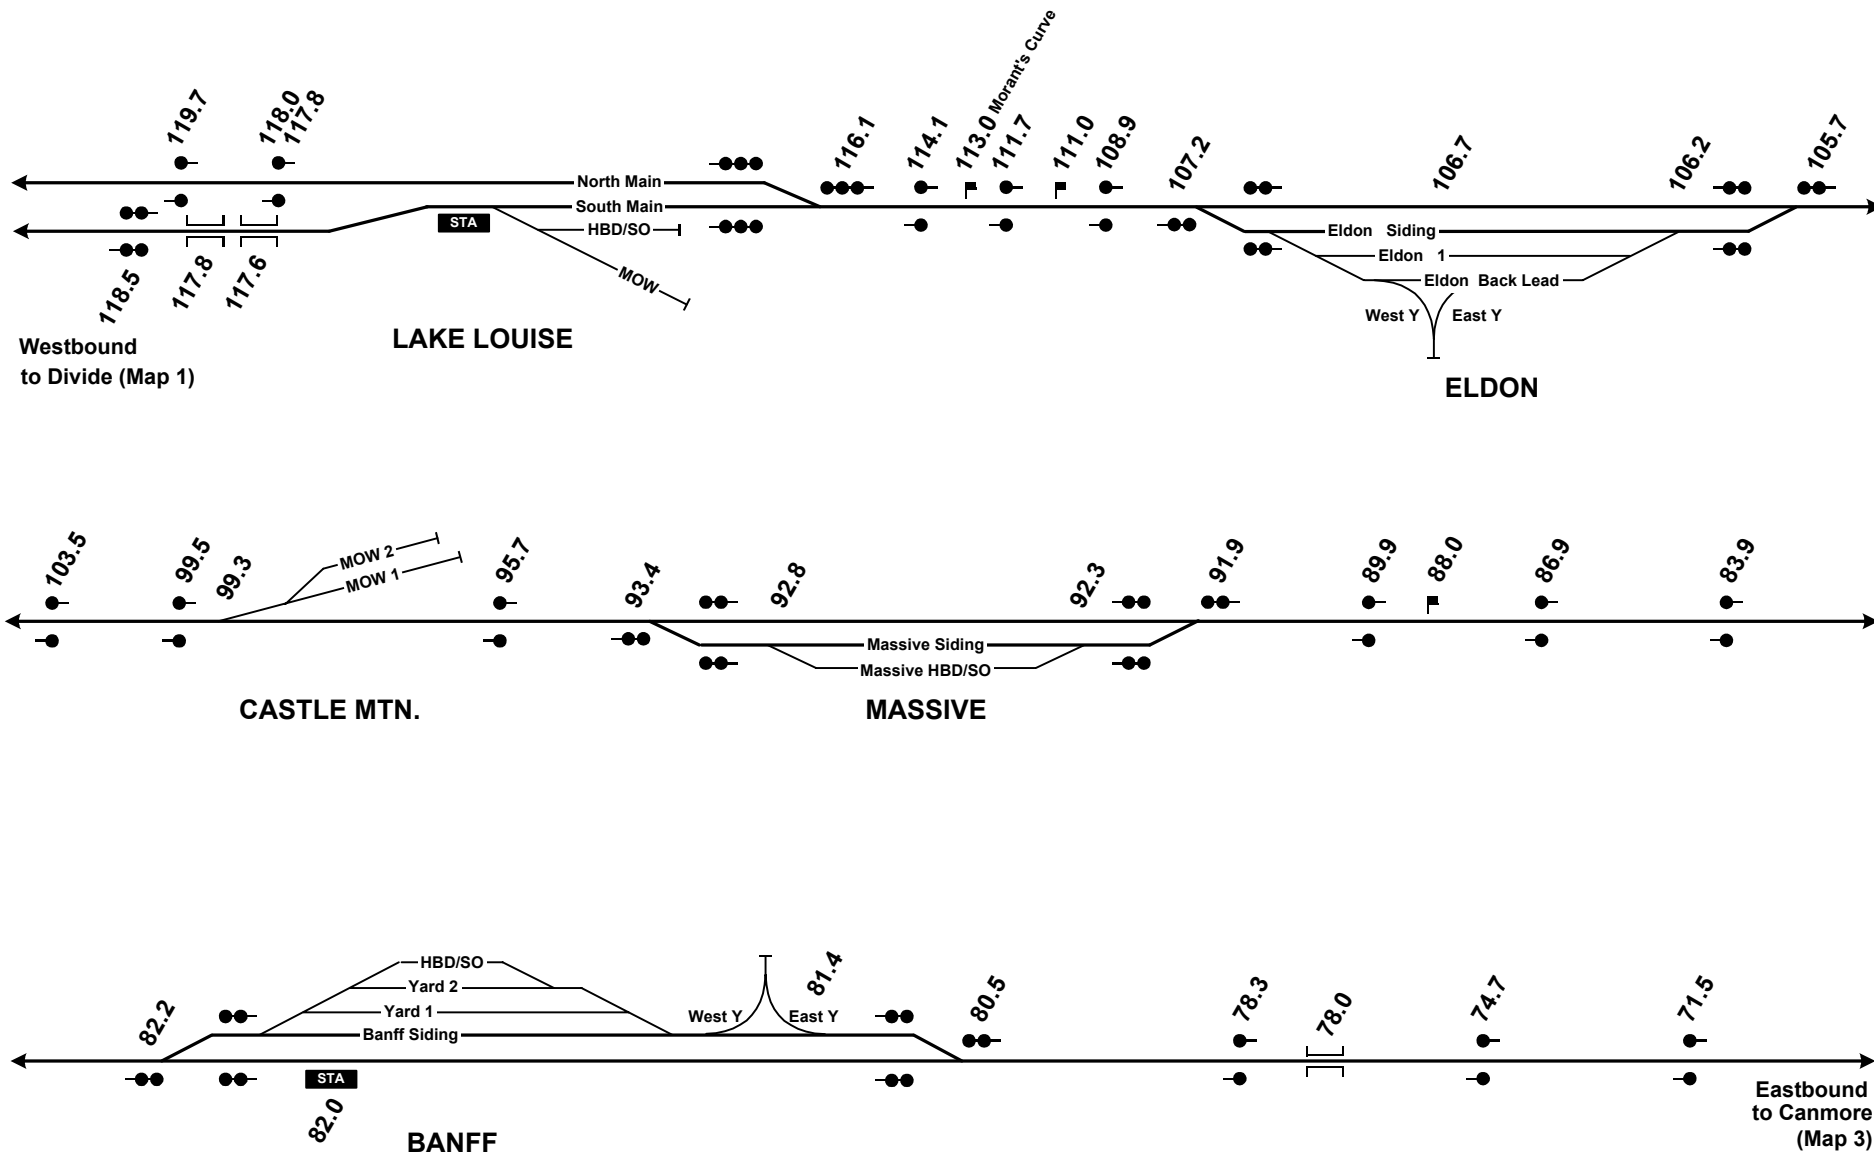 119.7
118.0
117.8
116.1
114.1
113.0 Morant's Curve
111.7
111.0
108.9
107.2
106.7
106.2
105.7
North Main
South Main
STA
HBD/SO
MOW
118.5
117.8
117.6
Eldon Siding
Eldon 1
Eldon Back Lead
West Y
East Y
Westbound
to Divide (Map 1)
LAKE LOUISE
ELDON
103.5
99.5
99.3
MOW 2
MOW 1
95.7
93.4
92.8
92.3
91.9
89.9
88.0
86.9
83.9
Massive Siding
Massive HBD/SO
CASTLE MTN.
MASSIVE
82.2
HBD/SO
Yard 2
Yard 1
Banff Siding
West Y
East Y
81.4
80.5
78.3
78.0
74.7
71.5
STA
82.0
BANFF
Eastbound
to Canmore
(Map 3)